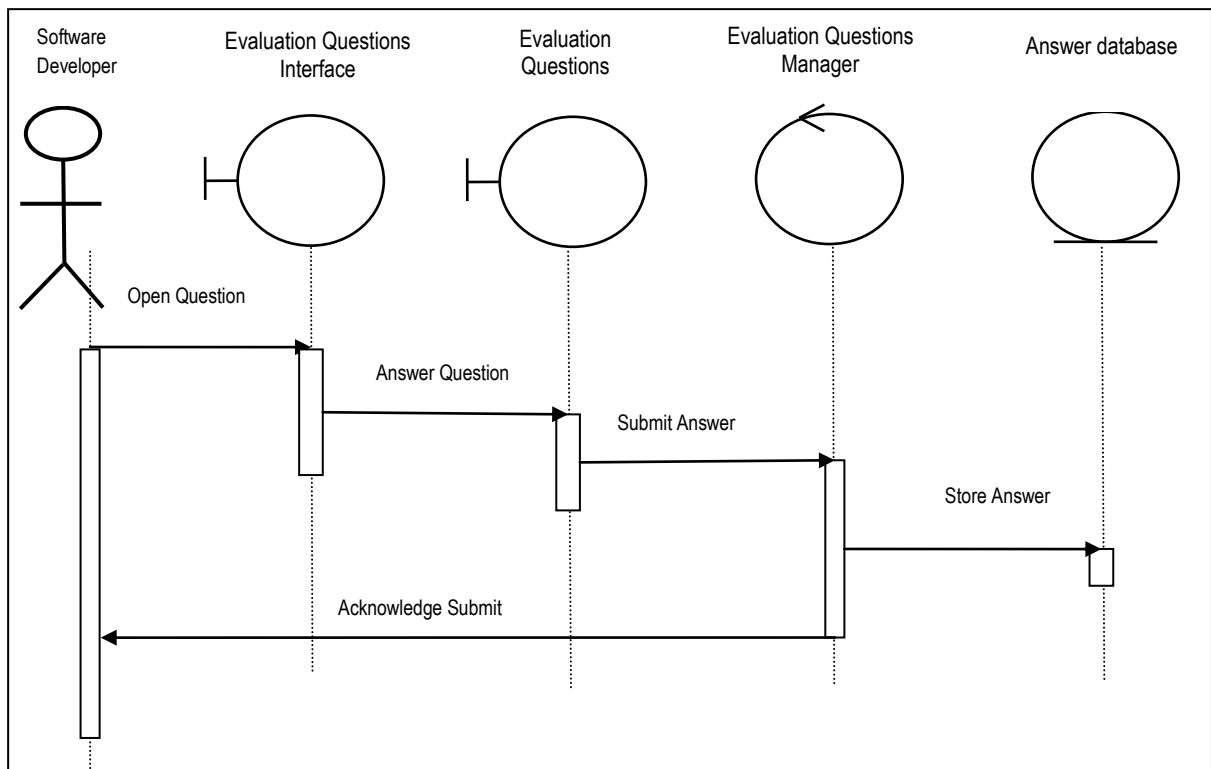 Software
Developer
Evaluation Questions
Interface
Evaluation
Questions
Evaluation Questions
Manager
Answer database
Open Question
Answer Question
Submit Answer
Store Answer
Acknowledge Submit